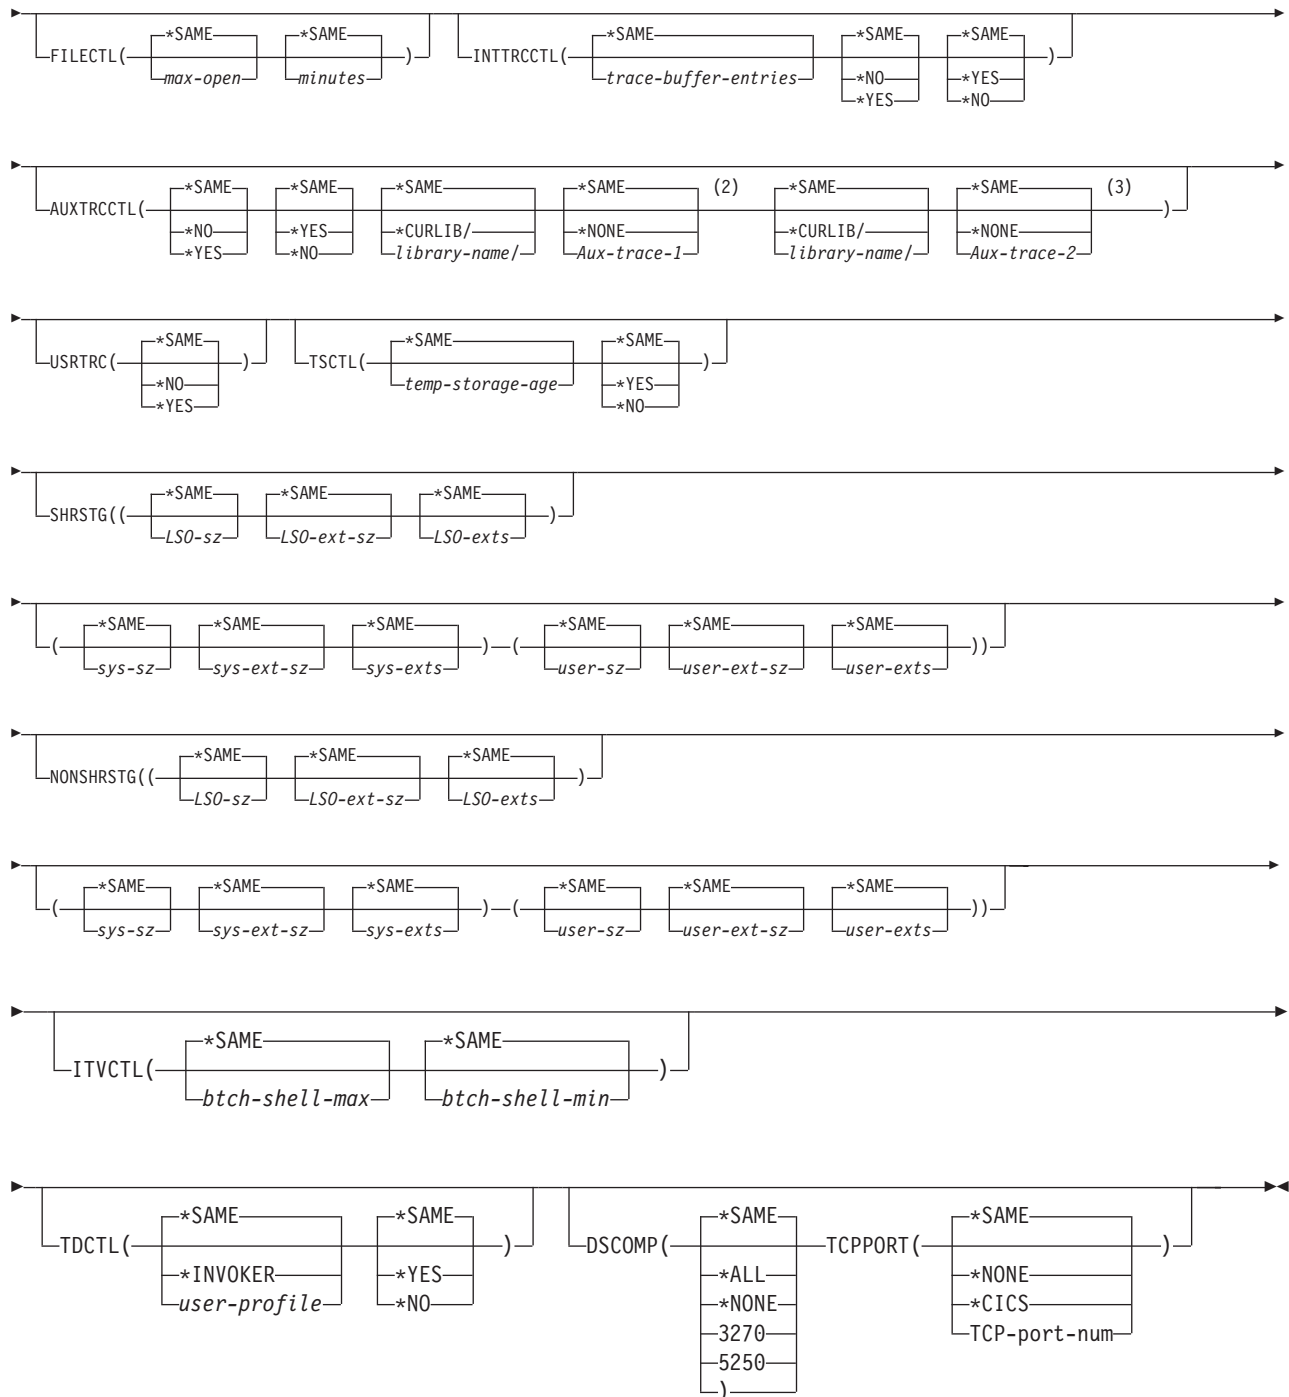 *SAME *SAME *SAME *SAME *SAME
FILECTL( ) INTTRCCTL( )
max-open minutes trace-buffer-entries *NO *YES
*YES *NO
*SAME *SAME *SAME *SAME (2) *SAME *SAME (3)
AUXTRCCTL( )
*NO *YES *CURLIB/ *NONE *CURLIB/ *NONE
*YES *NO library-name/ Aux-trace-1 library-name/ Aux-trace-2
*SAME *SAME *SAME
USRTRC( ) TSCTL( )
*NO temp-storage-age *YES
*YES *NO
*SAME *SAME *SAME
SHRSTG(( )
LSO-sz LSO-ext-sz LSO-exts
*SAME *SAME *SAME *SAME *SAME *SAME
( ) ( ))
sys-sz sys-ext-sz sys-exts user-sz user-ext-sz user-exts
*SAME *SAME *SAME
NONSHRSTG(( )
LSO-sz LSO-ext-sz LSO-exts
*SAME *SAME *SAME *SAME *SAME *SAME
( ) ( ))
sys-sz sys-ext-sz sys-exts user-sz user-ext-sz user-exts
*SAME *SAME
ITVCTL( )
btch-shell-max btch-shell-min
*SAME *SAME *SAME *SAME
TDCTL( ) DSCOMP( TCPPORT( )
*INVOKER *YES *ALL *NONE
user-profile *NO *NONE *CICS
3270 TCP-port-num
5250
)